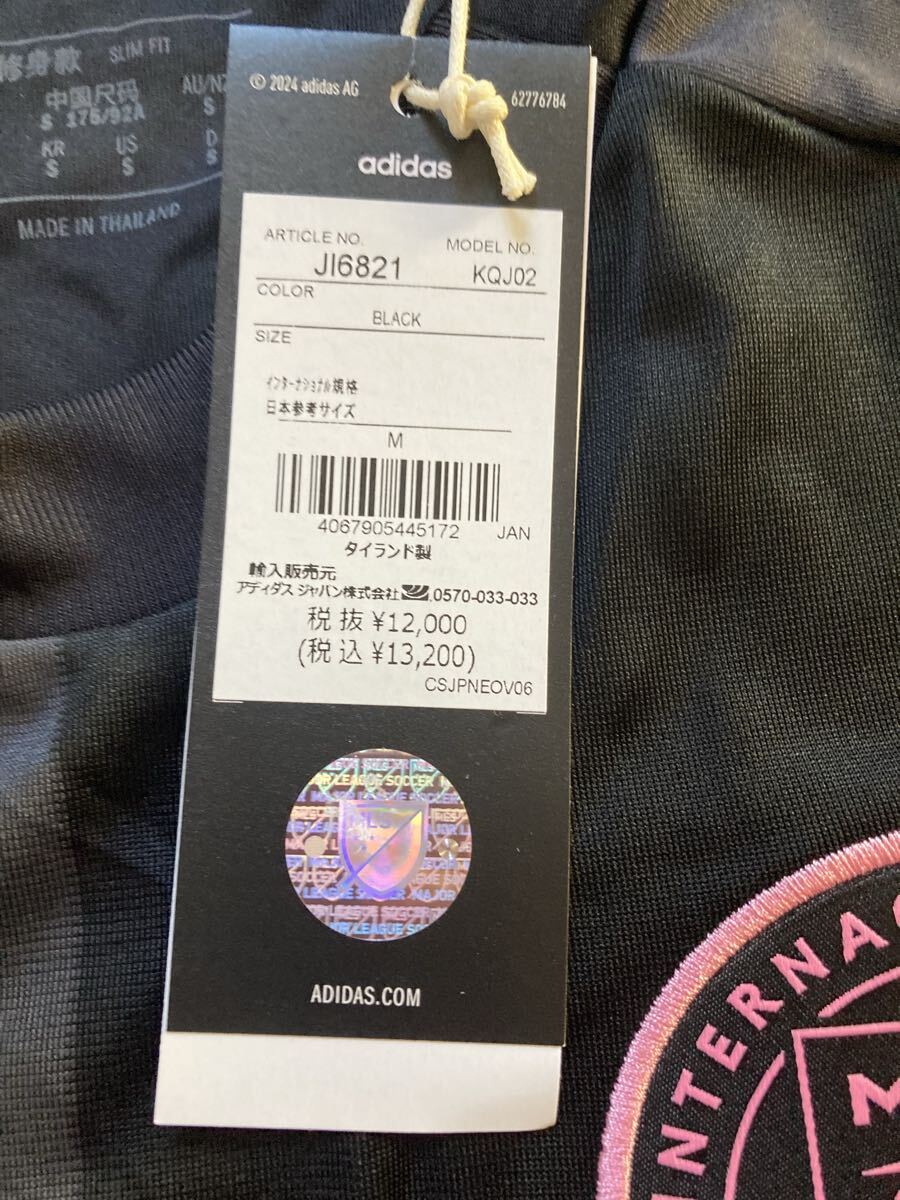 修身款 SLIM FIT
中国尺码 AU/NZ
S 175/92A S
KR US D
S S S
MADE IN THAILAND
© 2024 adidas AG
62776784
adidas
ARTICLE NO. MODEL NO.
JI6821 KQJ02
COLOR
BLACK
SIZE
インターナショナル規格
日本参考サイズ
M
4067905445172 JAN
タイランド製
輸入販売元
アディダス ジャパン株式会社 0570-033-033
税抜 ¥12,000
(税込 ¥13,200)
CSJPNEOV06
MAJOR LEAGUE SOCCER
MLS
ADIDAS.COM
INTERNAC
M